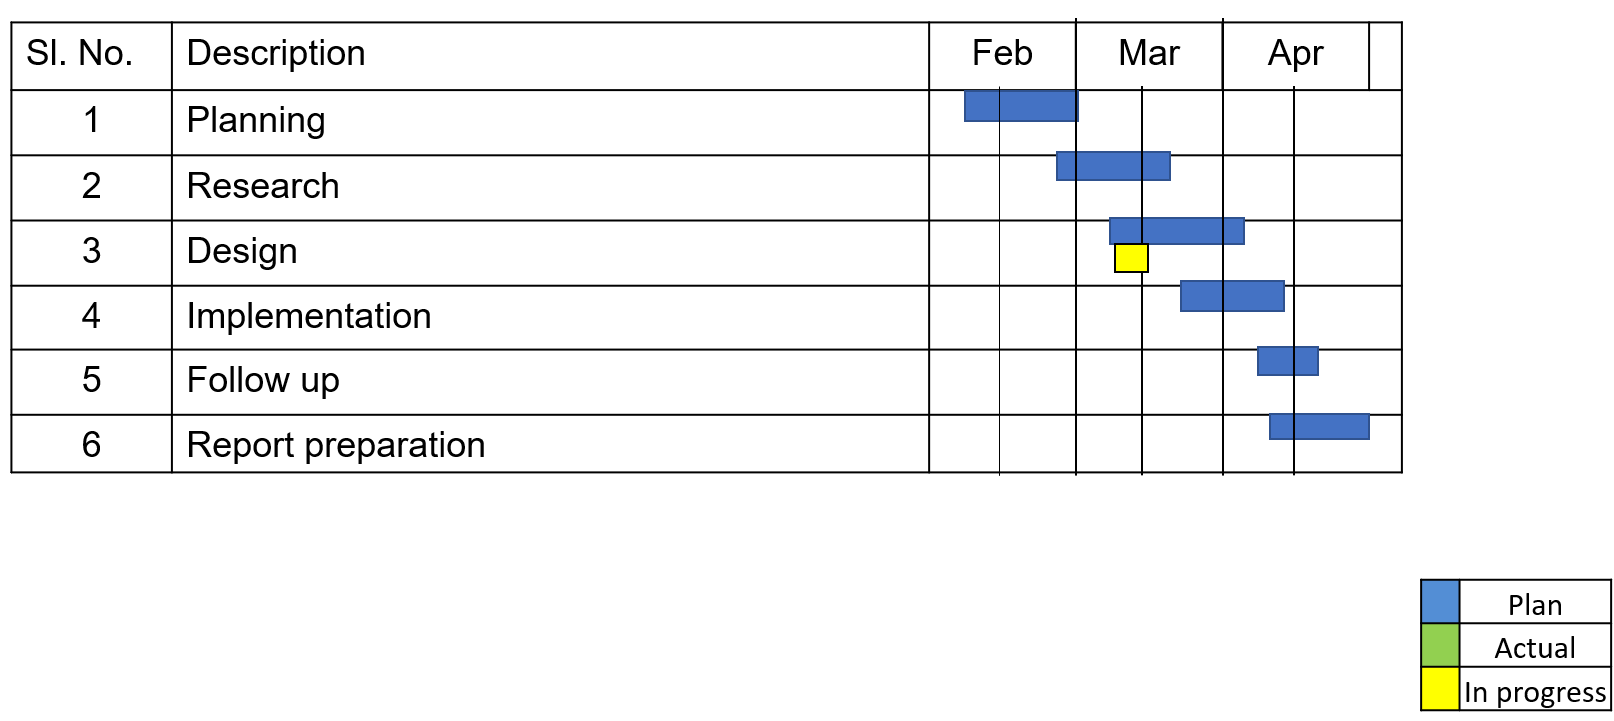 Sl. No. Description Feb Mar Apr
1 Planning
2 Research
3 Design
4 Implementation
5 Follow up
6 Report preparation
Plan
Actual
In progress